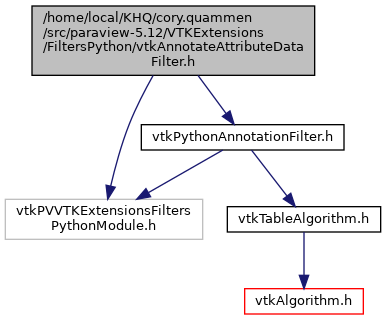 /home/local/KHQ/cory.quammen
/src/paraview-5.12/VTKExtensions
/FiltersPython/vtkAnnotateAttributeData
Filter.h
vtkPythonAnnotationFilter.h
vtkPVVTKExtensionsFilters
PythonModule.h
vtkTableAlgorithm.h
vtkAlgorithm.h